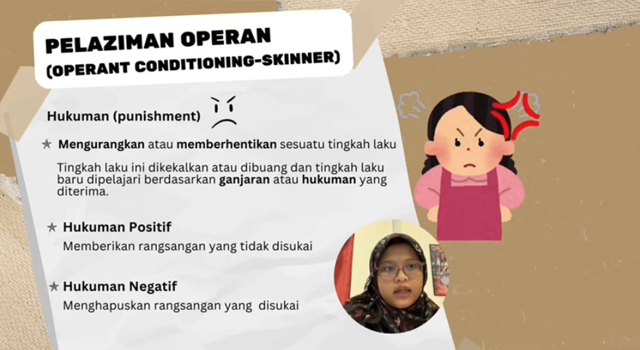 PELAZIMAN OPERAN
(OPERANT CONDITIONING-SKINNER)
Hukuman (punishment)
Mengurangkan atau memberhentikan sesuatu tingkah laku
Tingkah laku ini dikekalkan atau dibuang dan tingkah laku
baru dipelajari berdasarkan ganjaran atau hukuman yang
diterima.
Hukuman Positif
Memberikan rangsangan yang tidak disukai
Hukuman Negatif
Menghapuskan rangsangan yang disukai